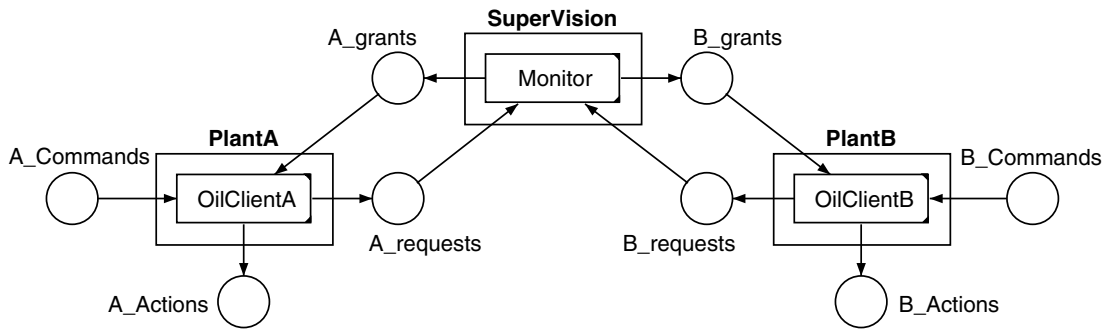 SuperVision
A_grants
B_grants
Monitor
PlantA
PlantB
A_Commands
B_Commands
OilClientA
OilClientB
A_requests
B_requests
A_Actions
B_Actions